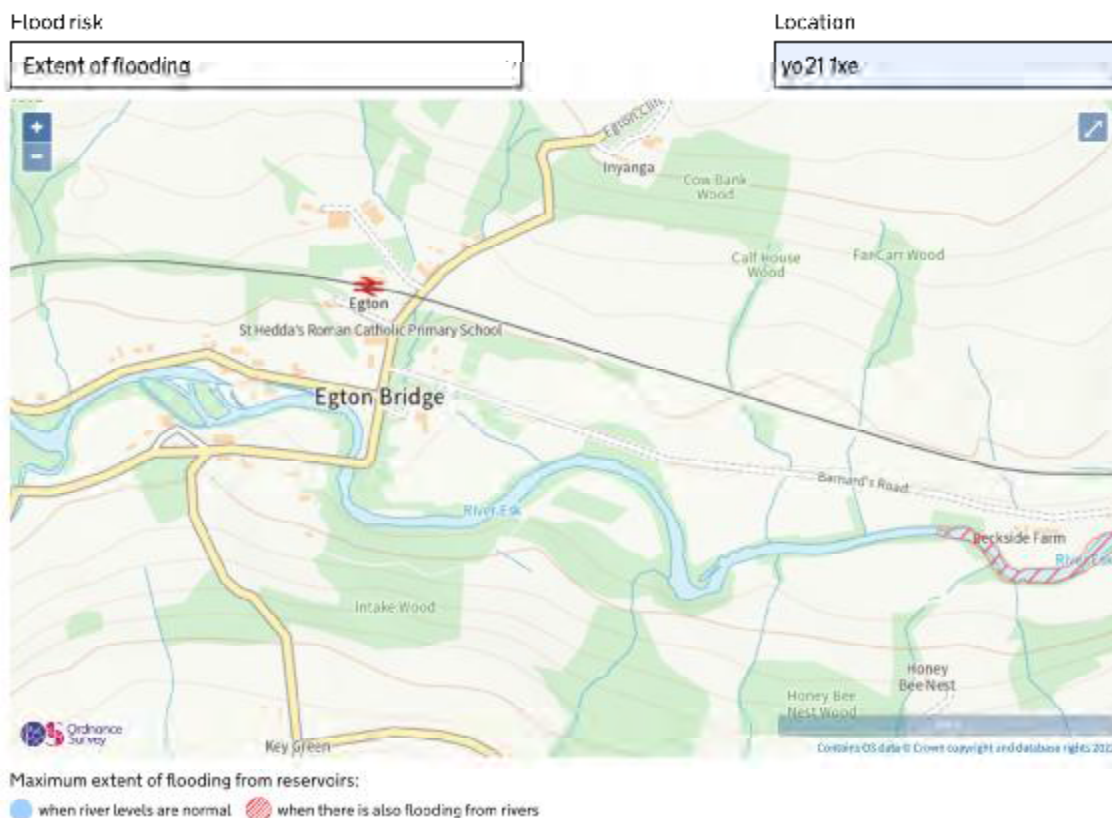 Flood risk
Location
Extent of flooding
yo21 1xe
Egton Cliff
Inyanga
Cow Bank
Wood
Calf House
Wood
Far Carr Wood
Egton
St Hedda's Roman Catholic Primary School
Egton Bridge
Barnard's Road
River Esk
Beckside Farm
River Esk
Intake Wood
Honey
Bee Nest
Honey Bee
Nest Wood
Ordnance
Survey
Key Green
Contains OS data © Crown copyright and database rights 202
Maximum extent of flooding from reservoirs:
when river levels are normal
when there is also flooding from rivers